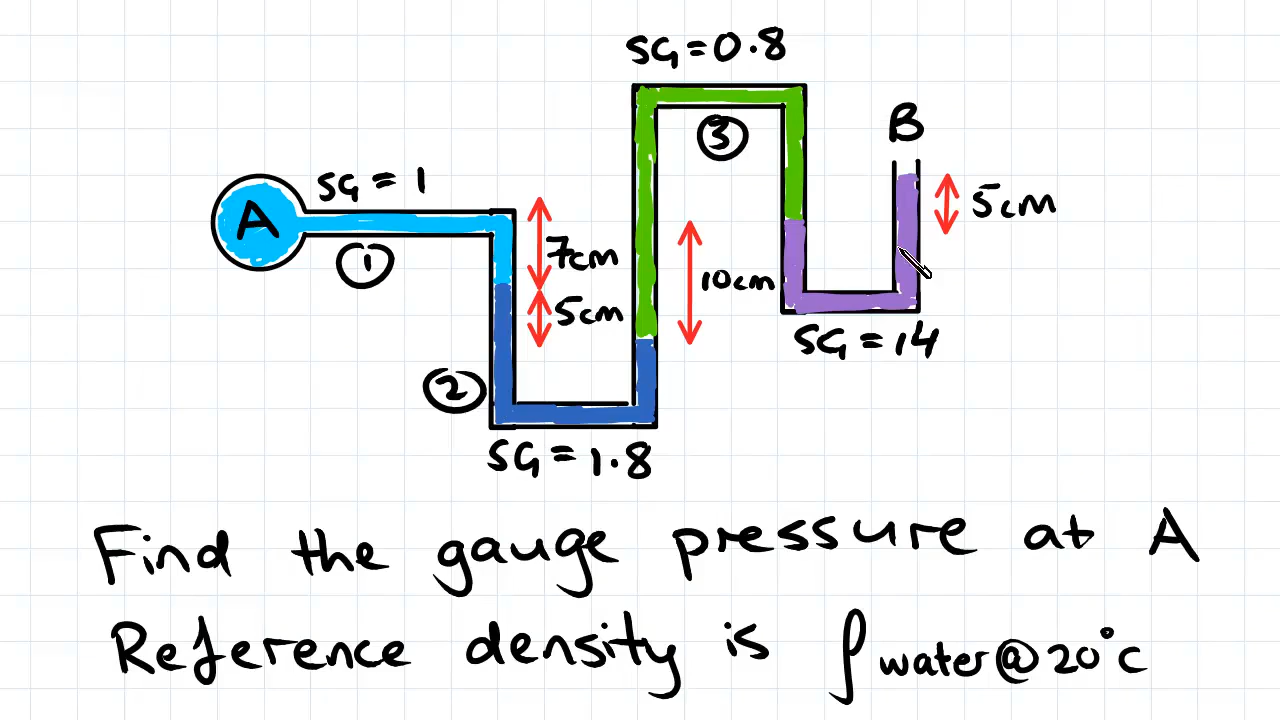 SG = 0.8
B
3
SG = 1
A
5cm
7cm
1
10cm
5cm
SG = 14
2
SG = 1.8
Find the gauge pressure at A
Reference density is ρ water@20°C